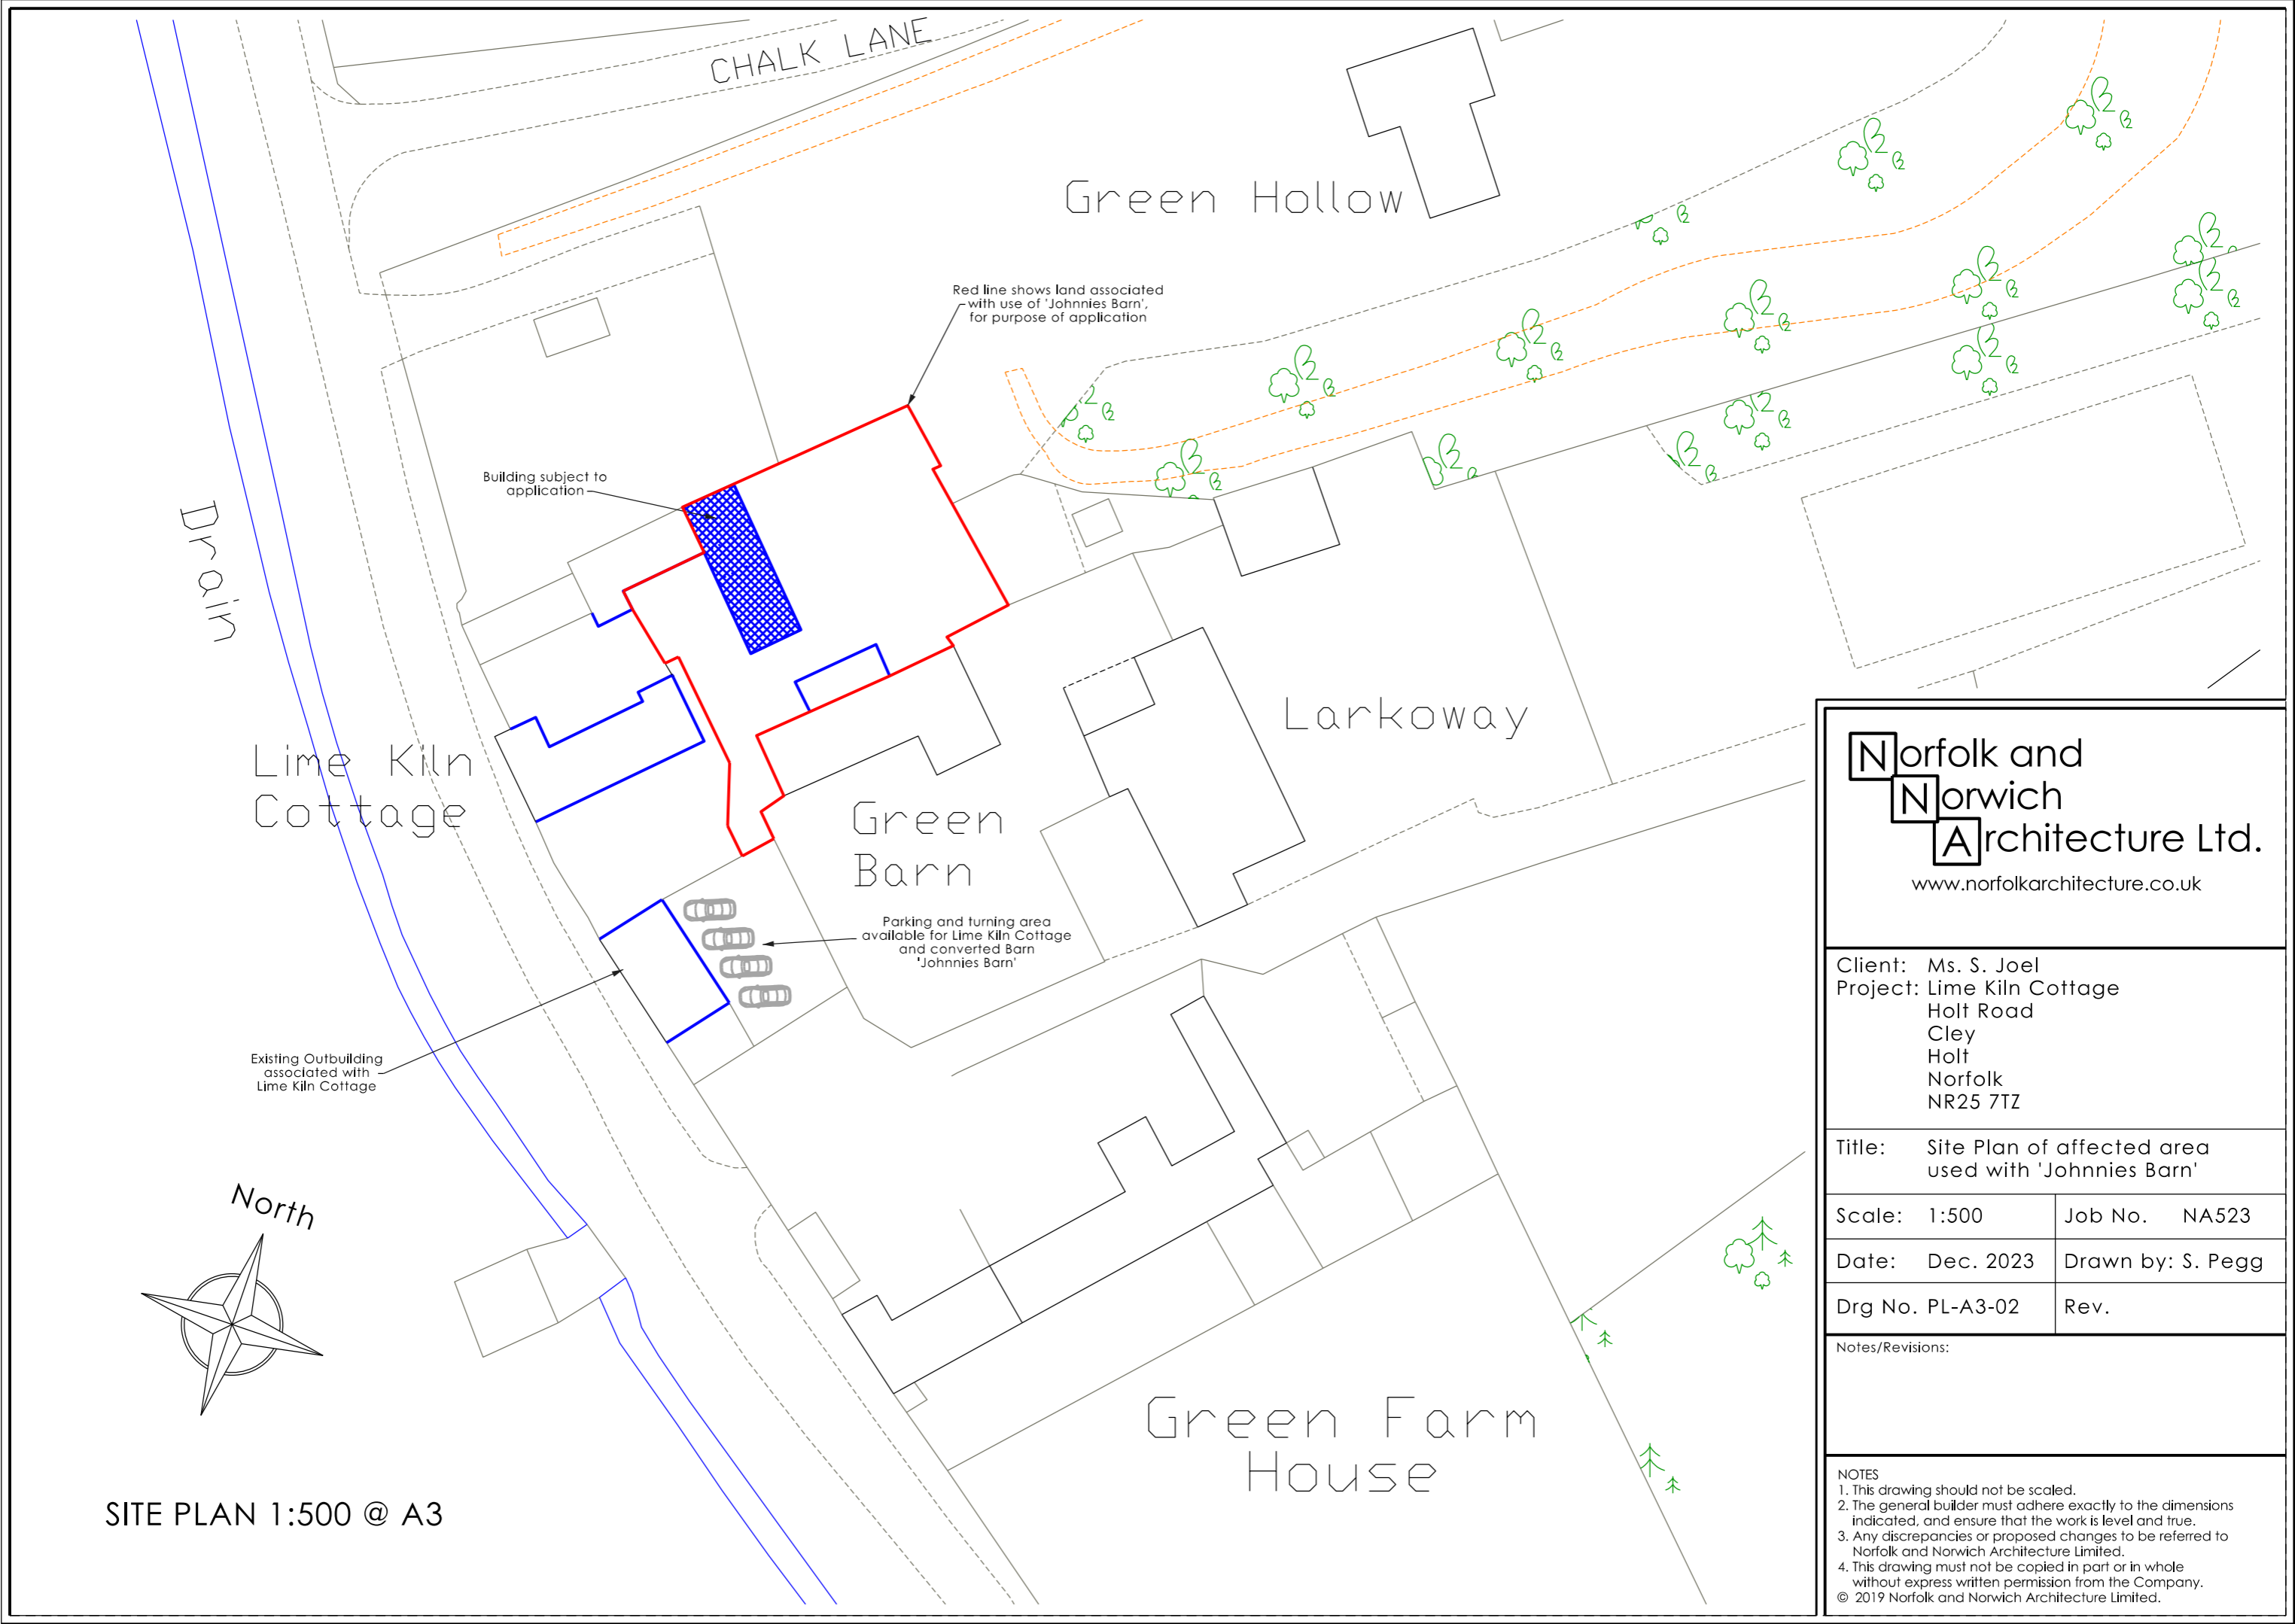 CHALK LANE
Green Hollow
Red line shows land associated
with use of 'Johnnies Barn',
for purpose of application
Building subject to
application
Drain
Lime Kiln
Cottage
Larkoway
Green
Barn
Parking and turning area
available for Lime Kiln Cottage
and converted Barn
'Johnnies Barn'
Existing Outbuilding
associated with
Lime Kiln Cottage
North
Green Farm
House
SITE PLAN 1:500 @ A3
Norfolk and
Norwich
Architecture Ltd.
www.norfolkarchitecture.co.uk
Client: Ms. S. Joel
Project: Lime Kiln Cottage
Holt Road
Cley
Holt
Norfolk
NR25 7TZ
Title: Site Plan of affected area
used with 'Johnnies Barn'
Scale: 1:500 Job No. NA523
Date: Dec. 2023 Drawn by: S. Pegg
Drg No. PL-A3-02 Rev.
Notes/Revisions:
NOTES
1. This drawing should not be scaled.
2. The general builder must adhere exactly to the dimensions
indicated, and ensure that the work is level and true.
3. Any discrepancies or proposed changes to be referred to
Norfolk and Norwich Architecture Limited.
4. This drawing must not be copied in part or in whole
without express written permission from the Company.
© 2019 Norfolk and Norwich Architecture Limited.